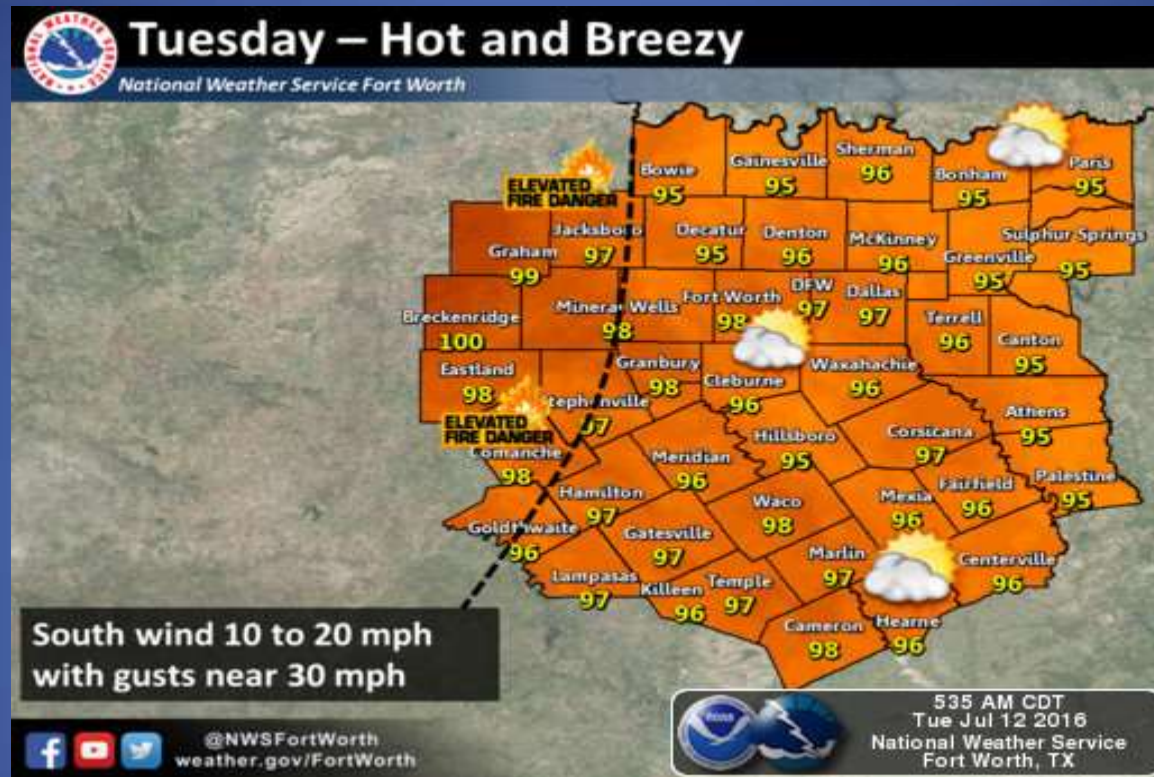 Tuesday – Hot and Breezy
National Weather Service Fort Worth
ELEVATED
FIRE DANGER
Bowie
95
Gainesville
95
Sherman
96
Bonham
95
Paris
95
Graham
99
Jacksboro
97
Decatur
95
Denton
96
McKinney
96
Greenville
95
Sulphur Springs
95
Breckenridge
100
Mineral Wells
98
Fort Worth
98
DFW
97
Dallas
97
Terrell
96
Canton
95
Eastland
98
Granbury
98
Cleburne
96
Waxahachie
96
ELEVATED
FIRE DANGER
Athens
95
Comanche
98
Meridian
96
Hillsboro
95
Corsicana
97
Hamilton
97
Waco
98
Mexia
96
Fairfield
96
Palestine
95
Goldthwaite
96
Gatesville
97
Marlin
97
Centerville
96
Lampasas
97
Killeen
96
Temple
97
Cameron
98
Hearne
96
South wind 10 to 20 mph
with gusts near 30 mph
@NWSFortWorth
weather.gov/FortWorth
535 AM CDT
Tue Jul 12 2016
National Weather Service
Fort Worth, TX